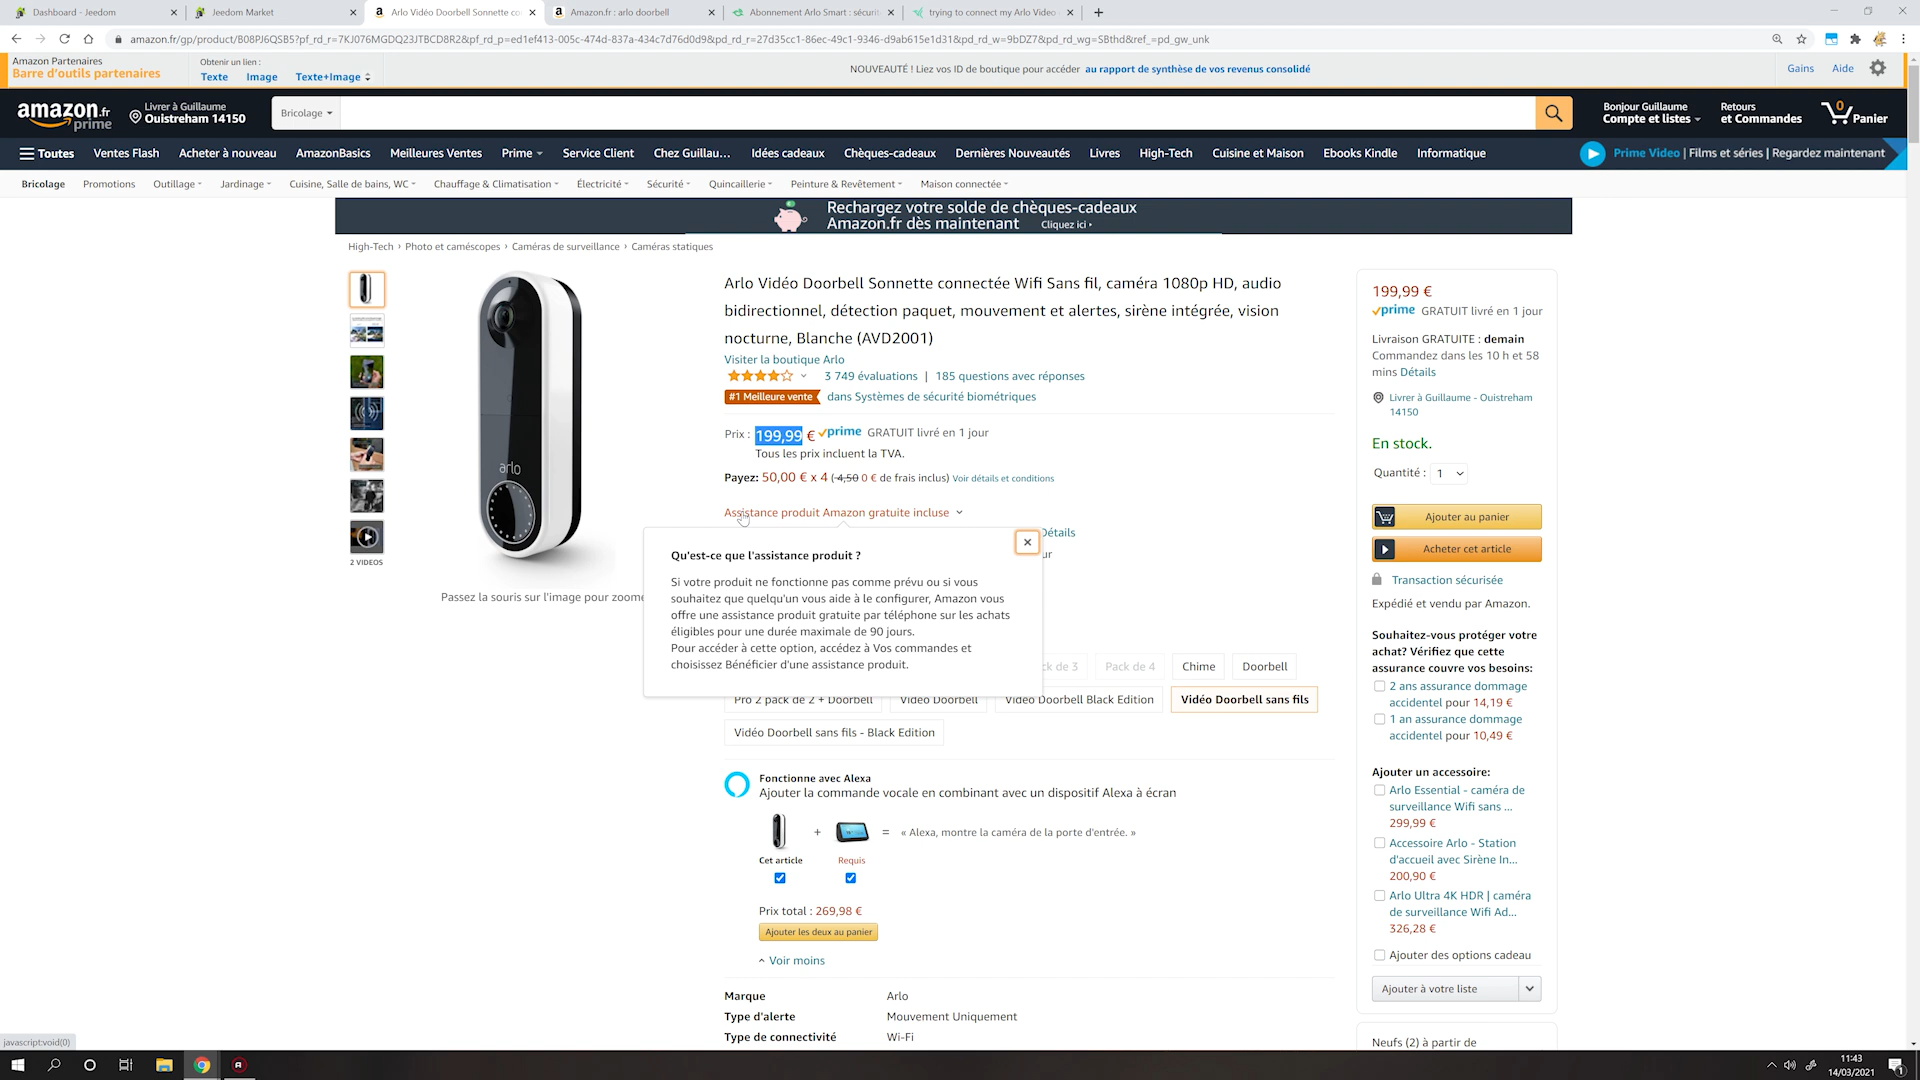 Dashboard - Jeedom
Jeedom Market
Arlo Vidéo Doorbell Sonnette co
Amazon.fr : arlo doorbell
Abonnement Arlo Smart : sécurit
trying to connect my Arlo Video
amazon.fr/gp/product/B08PJ6QSB5?pf_rd_r=7KJ076MGDQ23JTBCD8R2&pf_rd_p=ed1ef413-005c-474d-837a-434c7d76d0d9&pd_rd_r=27d35cc1-86ec-49c1-9346-d9ab615e1d31&pd_rd_w=9bDZ7&pd_rd_wg=S8thd&ref_=pd_gw_unk
Amazon Partenaires
Barre d'outils partenaires
Obtenir un lien :
Texte Image Texte+Image
NOUVEAUTÉ ! Liez vos ID de boutique pour accéder au rapport de synthèse de vos revenus consolidé
Gains Aide
amazon.fr
prime
Livrer à Guillaume
Ouistreham 14150
Bricolage
Bonjour Guillaume
Compte et listes
Retours
et Commandes
0
Panier
Toutes Ventes Flash Acheter à nouveau AmazonBasics Meilleures Ventes Prime Service Client Chez Guillau... Idées cadeaux Chèques-cadeaux Dernières Nouveautés Livres High-Tech Cuisine et Maison Ebooks Kindle Informatique
Prime Video | Films et séries | Regardez maintenant
Bricolage Promotions Outillage Jardinage Cuisine, Salle de bains, WC Chauffage & Climatisation Électricité Sécurité Quincaillerie Peinture & Revêtement Maison connectée
Rechargez votre solde de chèques-cadeaux
Amazon.fr dès maintenant Cliquez ici ›
High-Tech › Photo et caméscopes › Caméras de surveillance › Caméras statiques
arlo
2 VIDEOS
Passez la souris sur l'image pour zoome
Arlo Vidéo Doorbell Sonnette connectée Wifi Sans fil, caméra 1080p HD, audio
bidirectionnel, détection paquet, mouvement et alertes, sirène intégrée, vision
nocturne, Blanche (AVD2001)
Visiter la boutique Arlo
3 749 évaluations | 185 questions avec réponses
#1 Meilleure vente dans Systèmes de sécurité biométriques
Prix : 199,99 € prime GRATUIT livré en 1 jour
Tous les prix incluent la TVA.
Payez: 50,00 € x 4 (-4,50 0 € de frais inclus) Voir détails et conditions
Assistance produit Amazon gratuite incluse
Détails
ur
Qu'est-ce que l'assistance produit ?
Si votre produit ne fonctionne pas comme prévu ou si vous
souhaitez que quelqu'un vous aide à le configurer, Amazon vous
offre une assistance produit gratuite par téléphone sur les achats
éligibles pour une durée maximale de 90 jours.
Pour accéder à cette option, accédez à Vos commandes et
choisissez Bénéficier d'une assistance produit.
ck de 3 Pack de 4 Chime Doorbell
Pro 2 pack de 2 + Doorbell Vidéo Doorbell Vidéo Doorbell Black Edition Vidéo Doorbell sans fils
Vidéo Doorbell sans fils - Black Edition
Fonctionne avec Alexa
Ajouter la commande vocale en combinant avec un dispositif Alexa à écran
+ = « Alexa, montre la caméra de la porte d'entrée. »
Cet article Requis
Prix total : 269,98 €
Ajouter les deux au panier
Voir moins
Marque Arlo
Type d'alerte Mouvement Uniquement
Type de connectivité Wi-Fi
199,99 €
prime GRATUIT livré en 1 jour
Livraison GRATUITE : demain
Commandez dans les 10 h et 58
mins Détails
Livrer à Guillaume - Ouistreham
14150
En stock.
Quantité : 1
Ajouter au panier
Acheter cet article
Transaction sécurisée
Expédié et vendu par Amazon.
Souhaitez-vous protéger votre
achat? Vérifiez que cette
assurance couvre vos besoins:
2 ans assurance dommage
accidentel pour 14,19 €
1 an assurance dommage
accidentel pour 10,49 €
Ajouter un accessoire:
Arlo Essential - caméra de
surveillance Wifi sans ...
299,99 €
Accessoire Arlo - Station
d'accueil avec Sirène In...
200,90 €
Arlo Ultra 4K HDR | caméra
de surveillance Wifi Ad...
326,28 €
Ajouter des options cadeau
Ajouter à votre liste
Neufs (2) à partir de
javascript:void(0)
11:43
14/03/2021
1